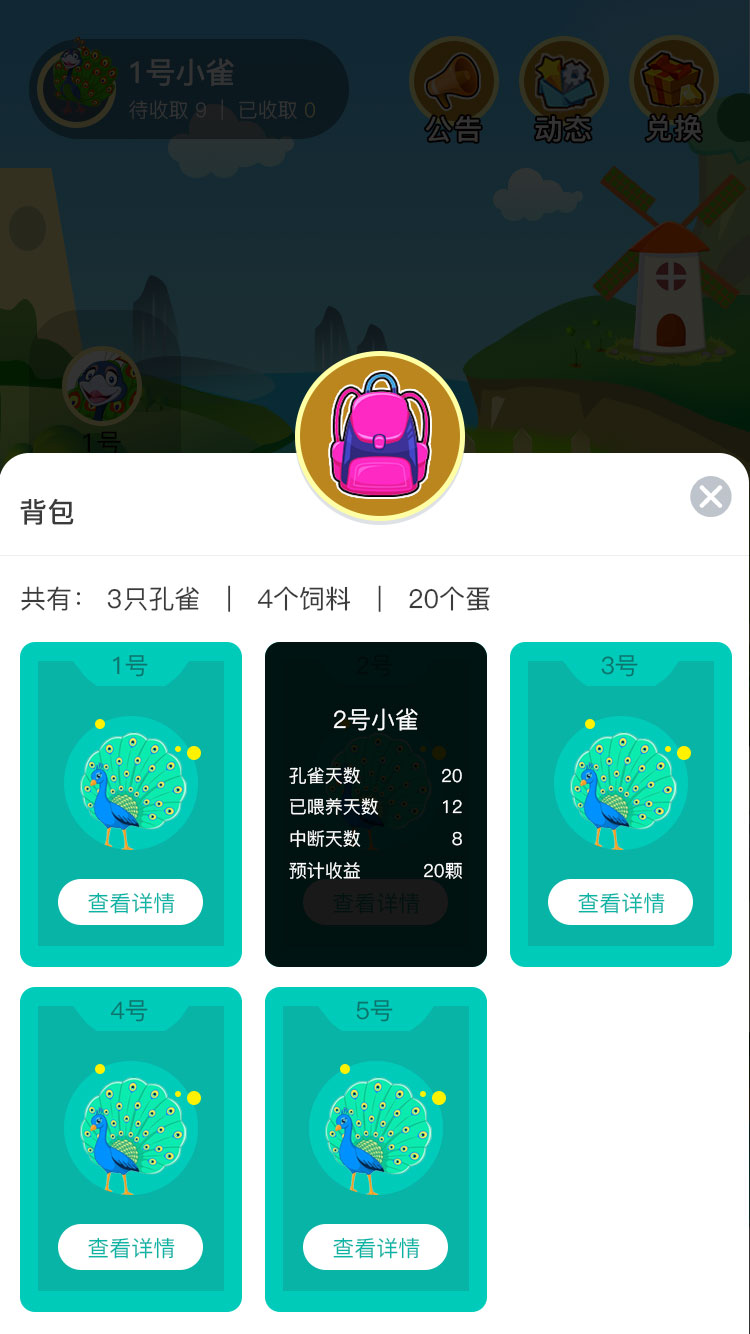 1号小雀
待收取 9 | 已收取 0
公告
动态
兑换
1号
背包
共有： 3只孔雀 | 4个饲料 | 20个蛋
1号
2号
3号
2号小雀
孔雀天数 20
已喂养天数 12
中断天数 8
预计收益 20颗
查看详情
查看详情
查看详情
4号
5号
查看详情
查看详情